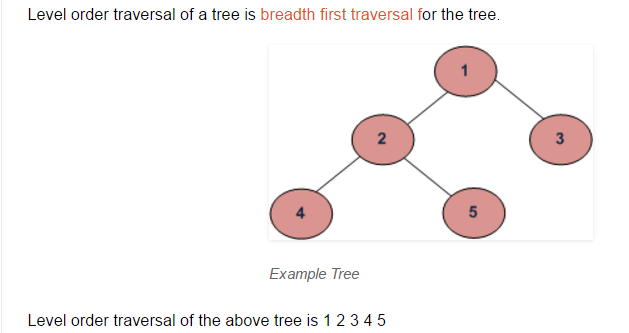 Level order traversal of a tree is breadth first traversal for the tree.
1
2
3
4
5
Example Tree
Level order traversal of the above tree is 1 2 3 4 5